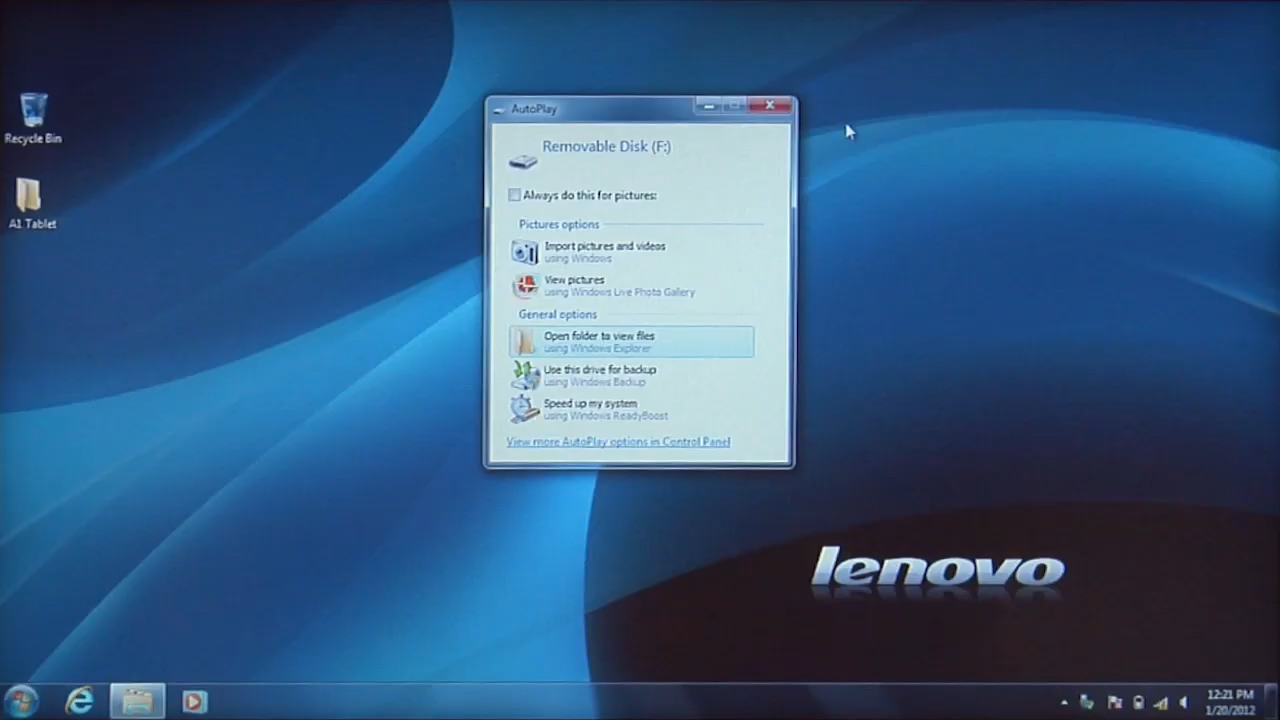 Recycle Bin
A1 Tablet
AutoPlay
Removable Disk (F:)
Always do this for pictures:
Pictures options
Import pictures and videos
using Windows
View pictures
using Windows Live Photo Gallery
General options
Open folder to view files
using Windows Explorer
Use this drive for backup
using Windows Backup
Speed up my system
using Windows ReadyBoost
View more AutoPlay options in Control Panel
lenovo
12:21 PM
1/20/2012